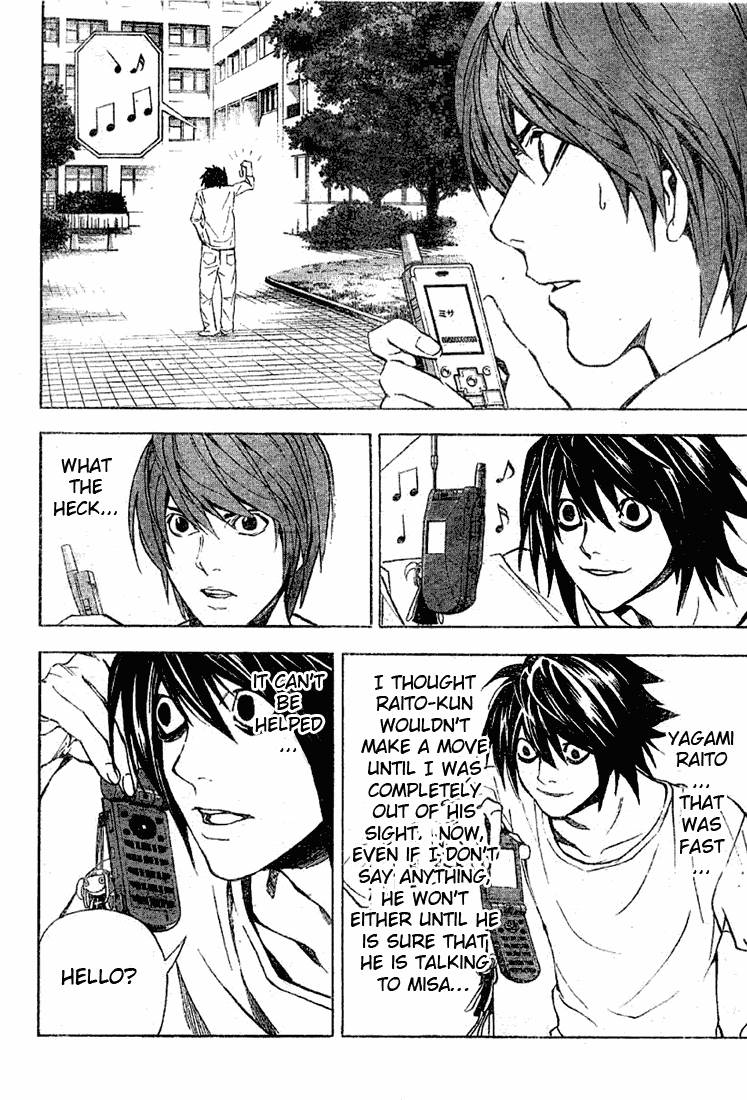 ミサ
WHAT
THE
HECK...
YAGAMI
RAITO
...
THAT
WAS
FAST
...
I THOUGHT
RAITO-KUN
WOULDN'T
MAKE A MOVE
UNTIL I WAS
COMPLETELY
OUT OF HIS
SIGHT. NOW,
EVEN IF I DON'T
SAY ANYTHING,
HE WON'T
EITHER UNTIL HE
IS SURE THAT
HE IS TALKING
TO MISA...
IT CAN'T
BE
HELPED
...
HELLO?